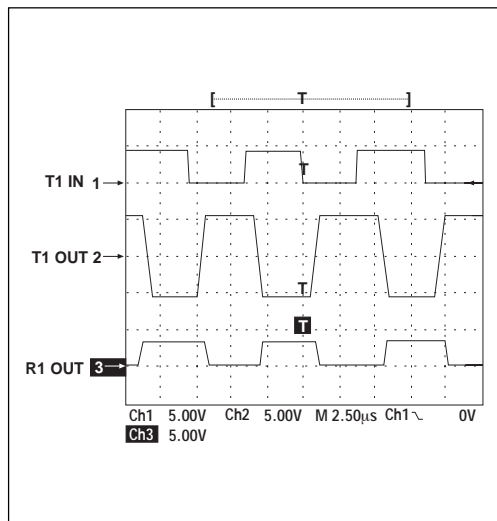 [ T ]
T
T1 IN 1
T1 OUT 2
T
T
R1 OUT 3
Ch1 5.00V Ch2 5.00V M 2.50µs Ch1 0V
Ch3 5.00V